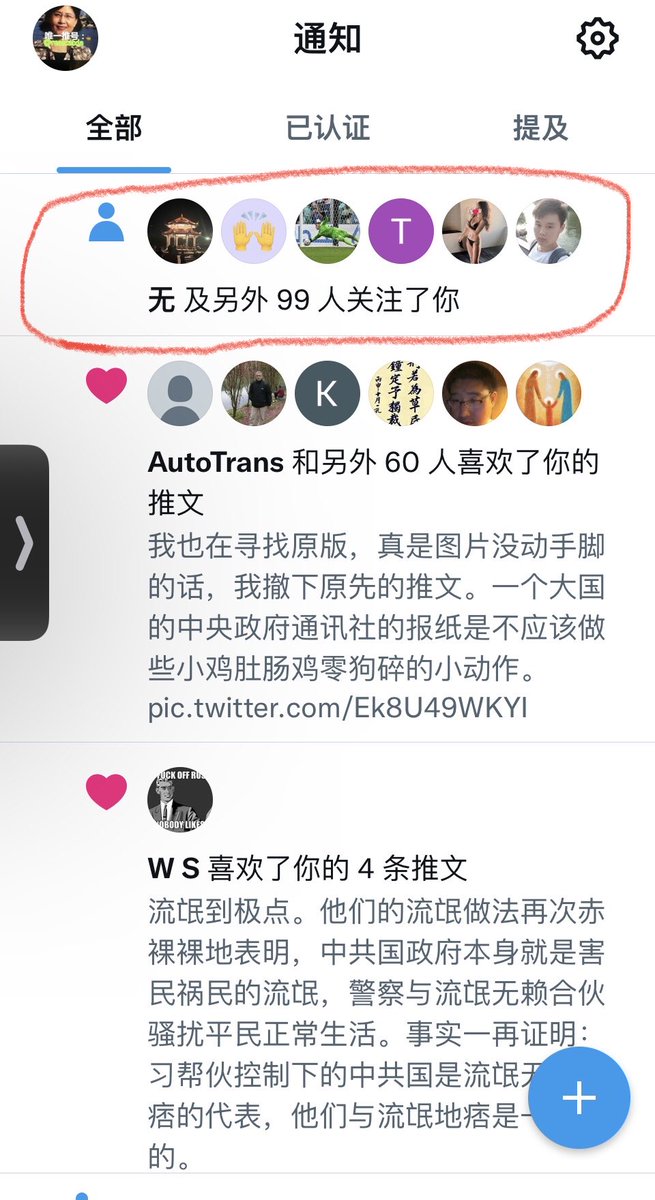 唯一推号：
通知
全部 已认证 提及
T
无 及另外 99 人关注了你
K
AutoTrans 和另外 60 人喜欢了你的
推文
我也在寻找原版，真是图片没动手脚
的话，我撤下原先的推文。一个大国
的中央政府通讯社的报纸是不应该做
些小鸡肚肠鸡零狗碎的小动作。
pic.twitter.com/Ek8U49WKYI
NOBODY LIKES
W S 喜欢了你的 4 条推文
流氓到极点。他们的流氓做法再次赤
裸裸地表明，中共国政府本身就是害
民祸民的流氓，警察与流氓无赖合伙
骚扰平民正常生活。事实一再证明：
习帮伙控制下的中共国是流氓
痞的代表，他们与流氓地痞是
的。